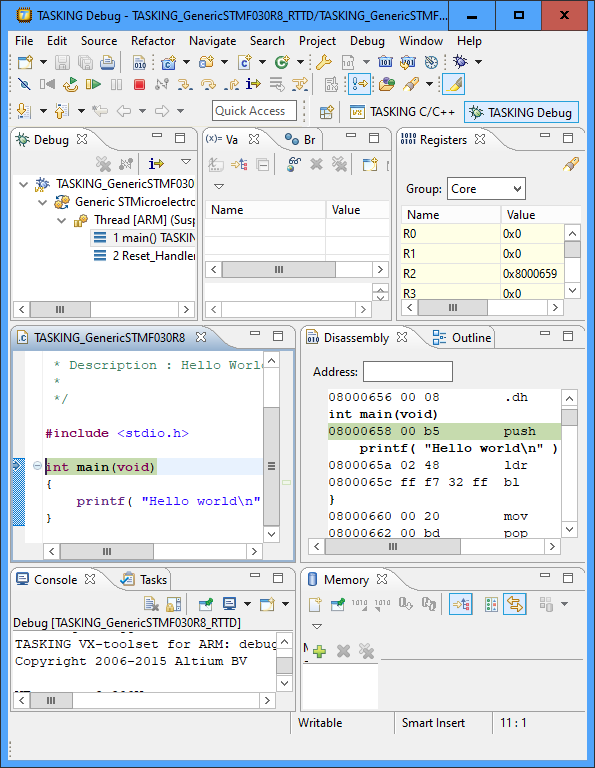 TASKING Debug - TASKING_GenericSTMF030R8_RTTD/TASKING_GenericSTMF...
File Edit Source Refactor Navigate Search Project Debug Window Help
Quick Access
TASKING C/C++
TASKING Debug
Debug
TASKING_GenericSTMF030
Generic STMicroelectro
Thread [ARM] (Susp
1 main() TASKIN
2 Reset_Handler
(x)= Va
Br
Name Value
Registers
Group: Core
Name Value
R0 0x0
R1 0x0
R2 0x8000659
R3 0x0
TASKING_GenericSTMF030R8
* Description : Hello World
*
*/
#include <stdio.h>
int main(void)
{
printf( "Hello world\n"
}
Disassembly
Outline
Address:
08000656 00 08 .dh
int main(void)
08000658 00 b5 push
printf( "Hello world\n" )
0800065a 02 48 ldr
0800065c ff f7 32 ff bl
}
08000660 00 20 mov
08000662 00 bd pop
Console
Tasks
Debug [TASKING_GenericSTMF030R8_RTTD]
TASKING VX-toolset for ARM: debug
Copyright 2006-2015 Altium BV
Memory
Writable
Smart Insert
11 : 1